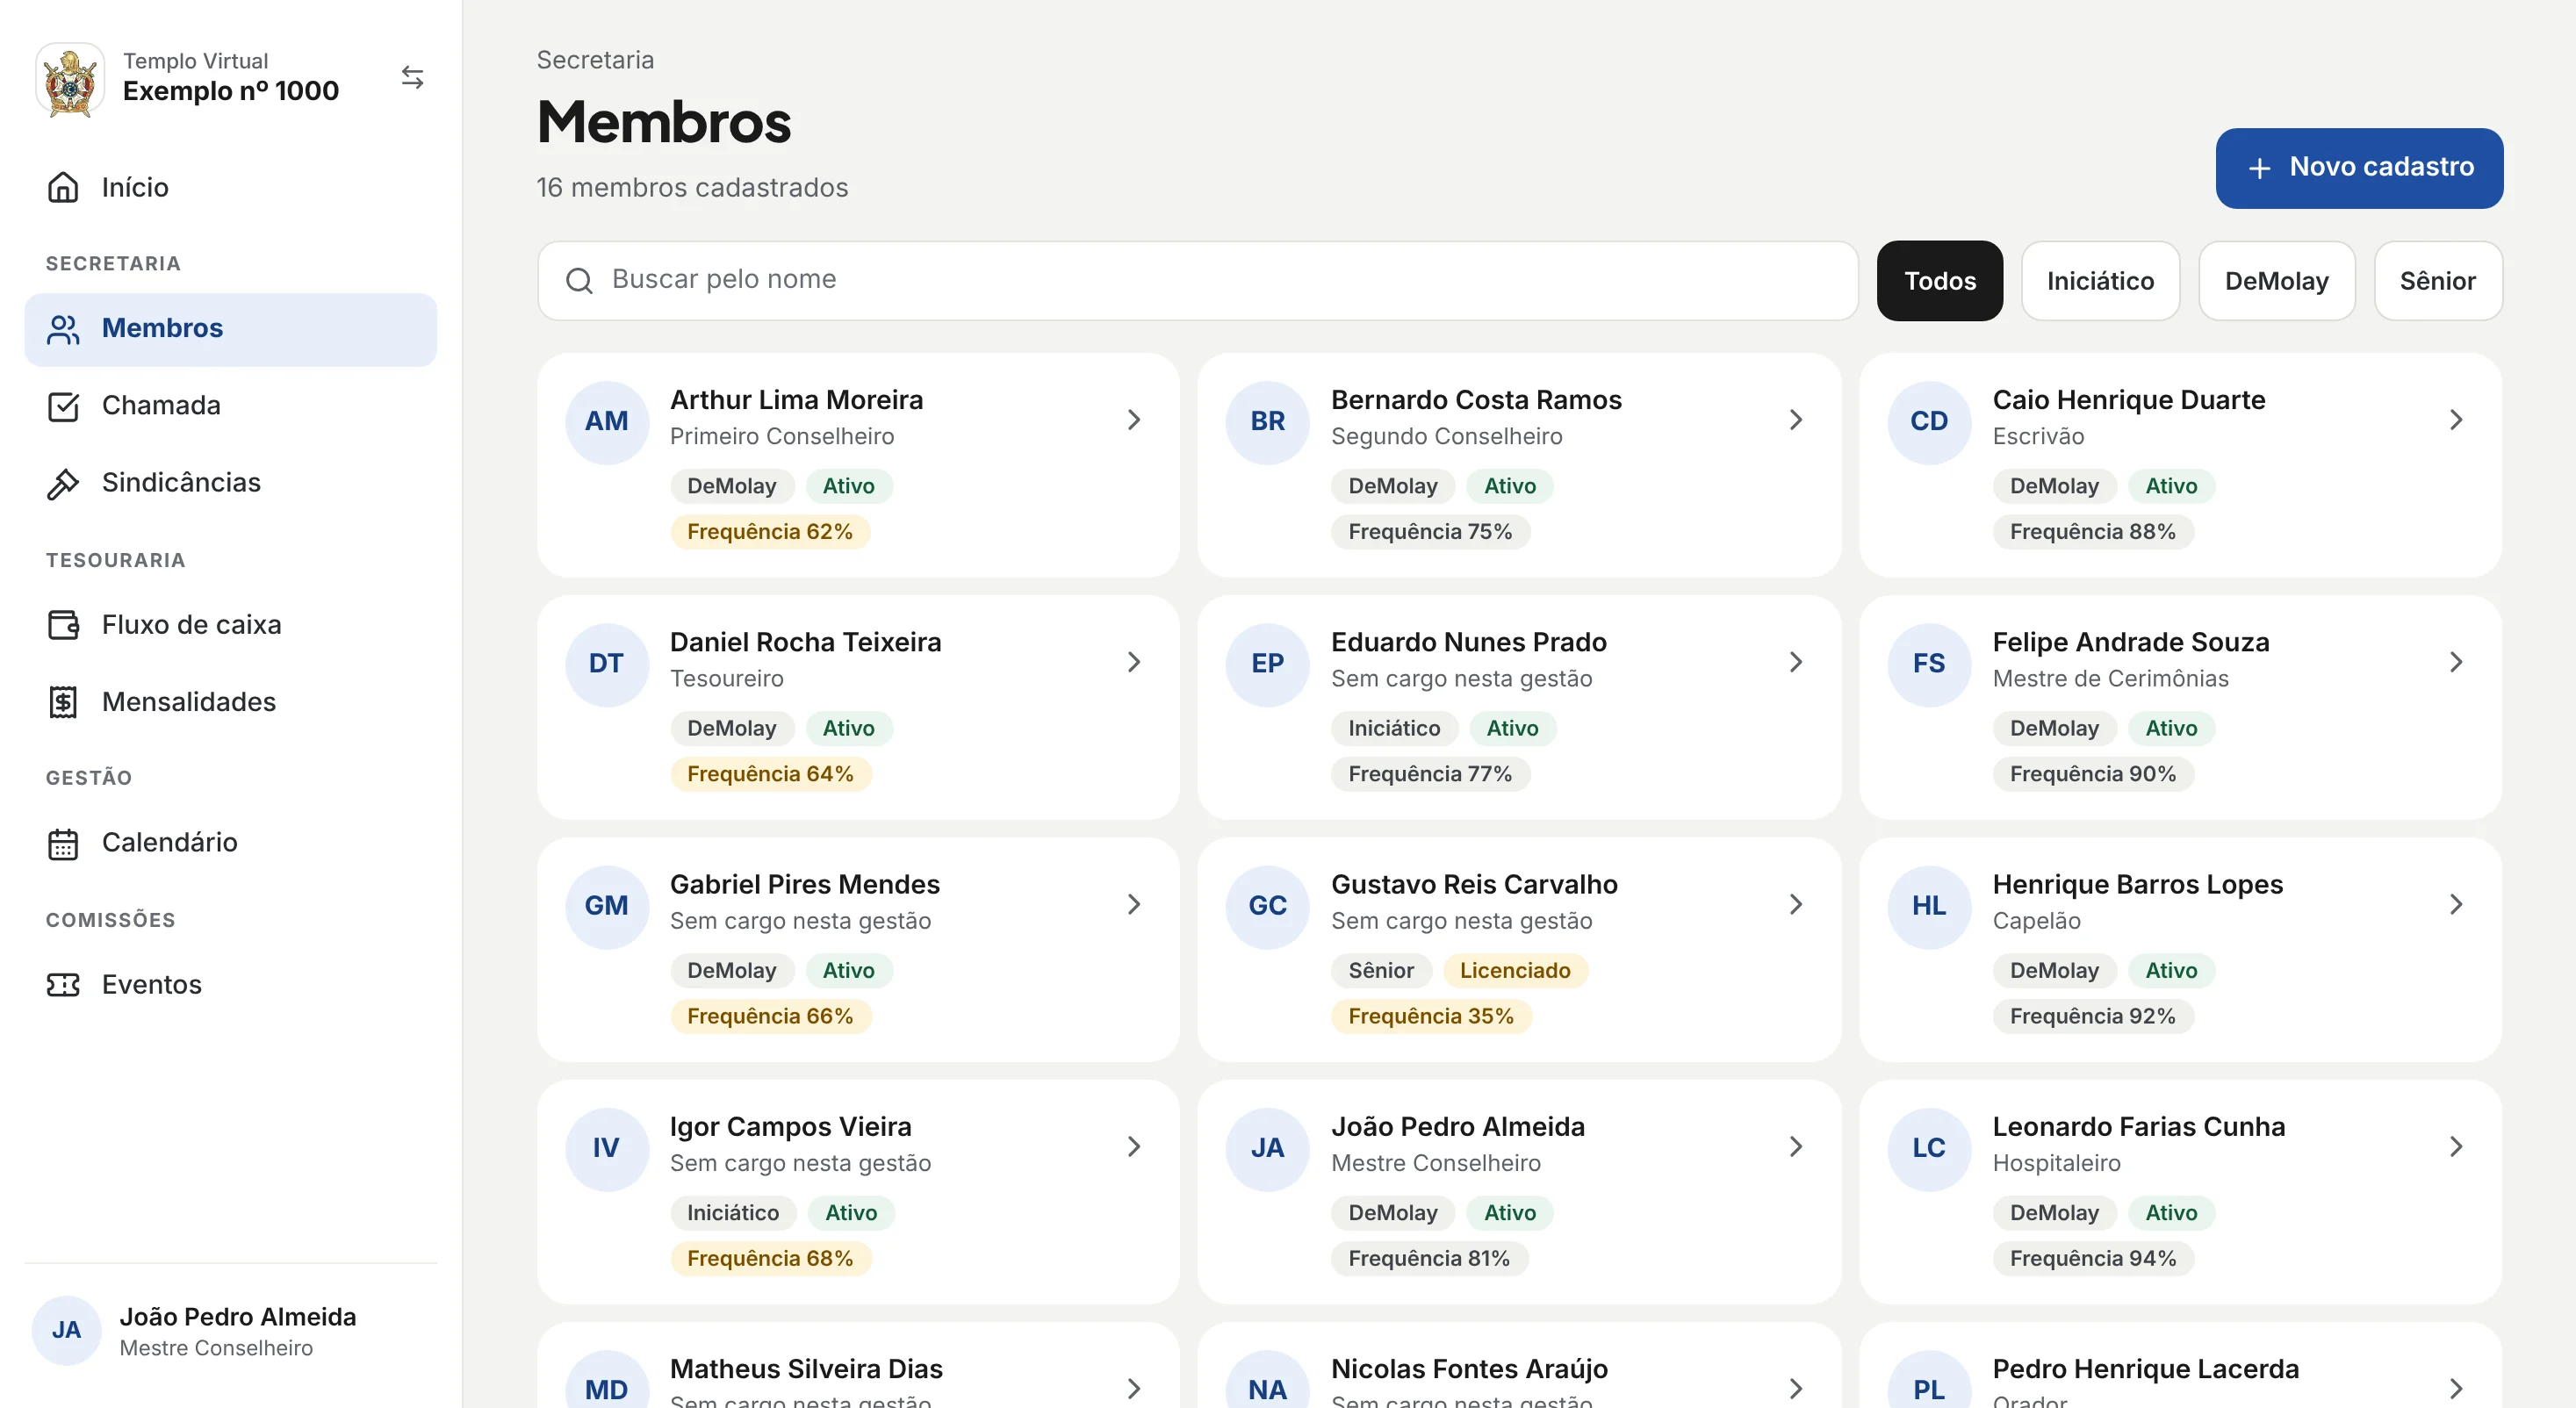 Templo Virtual
Exemplo nº 1000
Início
SECRETARIA
Membros
Chamada
Sindicâncias
TESOURARIA
Fluxo de caixa
Mensalidades
GESTÃO
Calendário
COMISSÕES
Eventos
JA
João Pedro Almeida
Mestre Conselheiro
Secretaria
Membros
16 membros cadastrados
Novo cadastro
Buscar pelo nome
Todos
Iniciático
DeMolay
Sênior
AM
Arthur Lima Moreira
Primeiro Conselheiro
DeMolay
Ativo
Frequência 62%
BR
Bernardo Costa Ramos
Segundo Conselheiro
DeMolay
Ativo
Frequência 75%
CD
Caio Henrique Duarte
Escrivão
DeMolay
Ativo
Frequência 88%
DT
Daniel Rocha Teixeira
Tesoureiro
DeMolay
Ativo
Frequência 64%
EP
Eduardo Nunes Prado
Sem cargo nesta gestão
Iniciático
Ativo
Frequência 77%
FS
Felipe Andrade Souza
Mestre de Cerimônias
DeMolay
Ativo
Frequência 90%
GM
Gabriel Pires Mendes
Sem cargo nesta gestão
DeMolay
Ativo
Frequência 66%
GC
Gustavo Reis Carvalho
Sem cargo nesta gestão
Sênior
Licenciado
Frequência 35%
HL
Henrique Barros Lopes
Capelão
DeMolay
Ativo
Frequência 92%
IV
Igor Campos Vieira
Sem cargo nesta gestão
Iniciático
Ativo
Frequência 68%
JA
João Pedro Almeida
Mestre Conselheiro
DeMolay
Ativo
Frequência 81%
LC
Leonardo Farias Cunha
Hospitaleiro
DeMolay
Ativo
Frequência 94%
MD
Matheus Silveira Dias
Sem cargo nesta gestão
NA
Nicolas Fontes Araújo
Sem cargo nesta gestão
PL
Pedro Henrique Lacerda
Orador